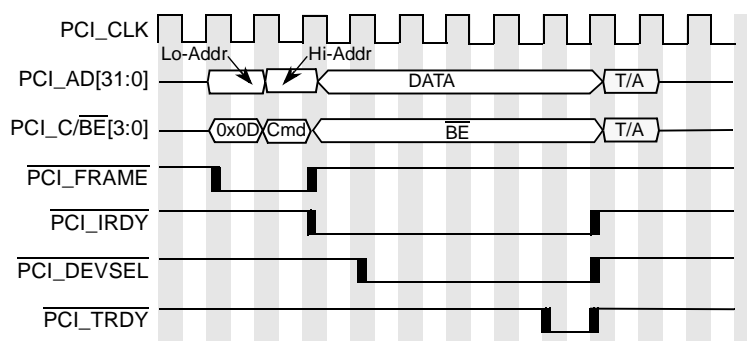 PCI_CLK
Lo-Addr Hi-Addr
PCI_AD[31:0] DATA T/A
PCI_C/BE[3:0] 0x0D Cmd BE T/A
PCI_FRAME
PCI_IRDY
PCI_DEVSEL
PCI_TRDY